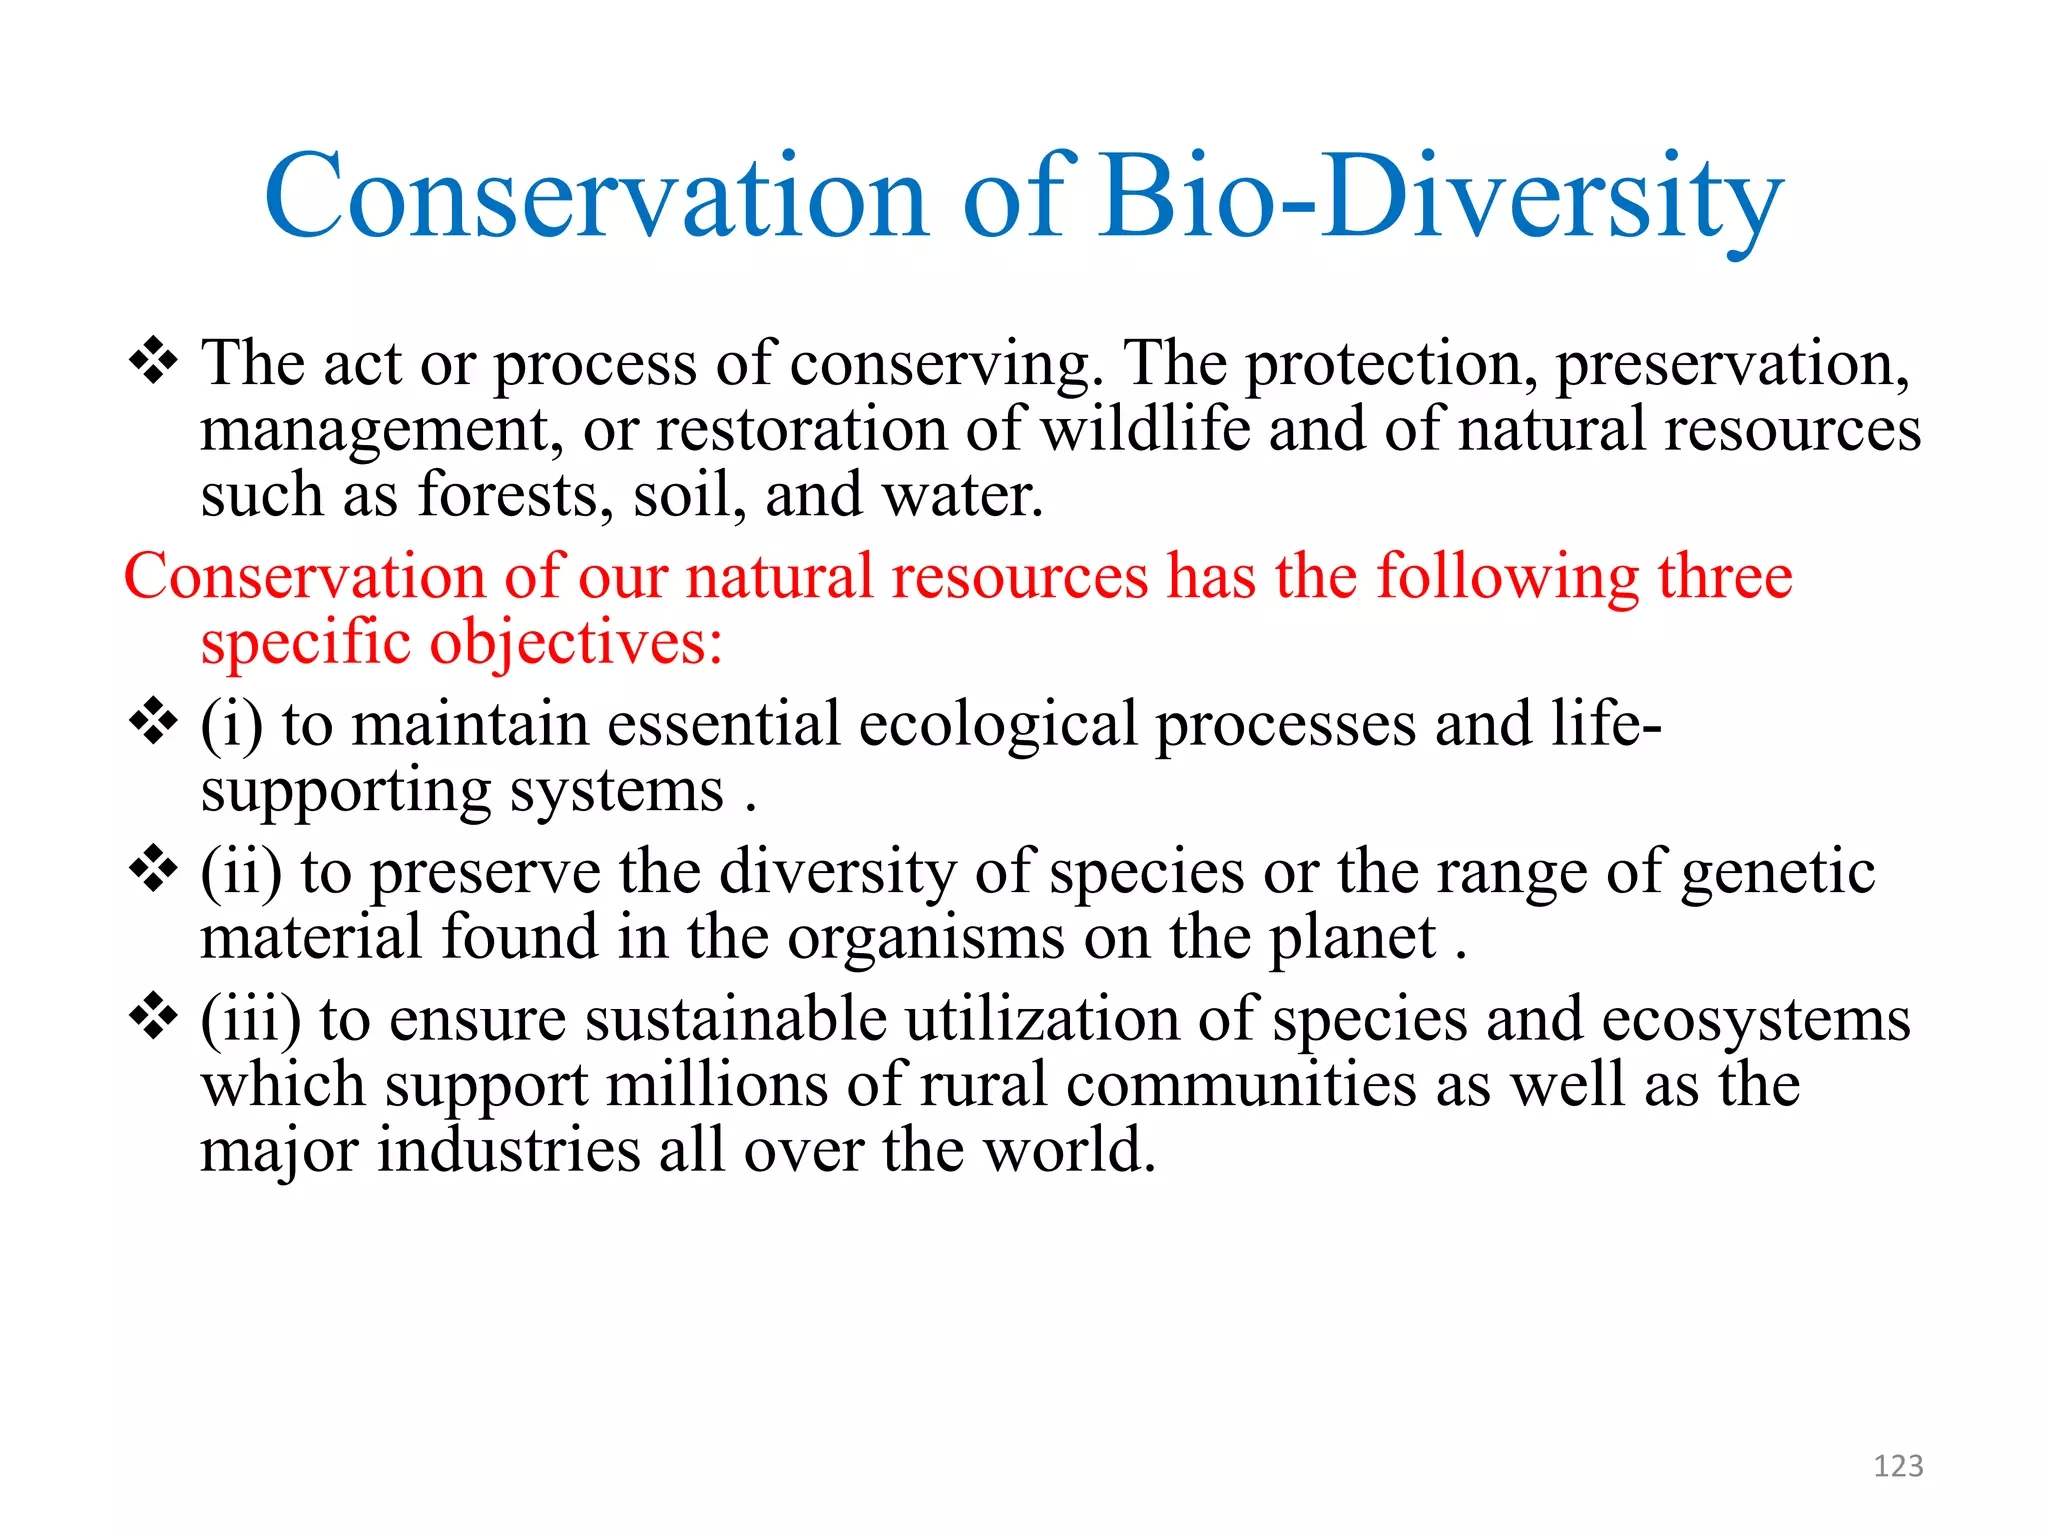 Conservation of Bio-Diversity
❖ The act or process of conserving. The protection, preservation,
management, or restoration of wildlife and of natural resources
such as forests, soil, and water.
Conservation of our natural resources has the following three
specific objectives:
❖ (i) to maintain essential ecological processes and life-
supporting systems .
❖ (ii) to preserve the diversity of species or the range of genetic
material found in the organisms on the planet .
❖ (iii) to ensure sustainable utilization of species and ecosystems
which support millions of rural communities as well as the
major industries all over the world.
123